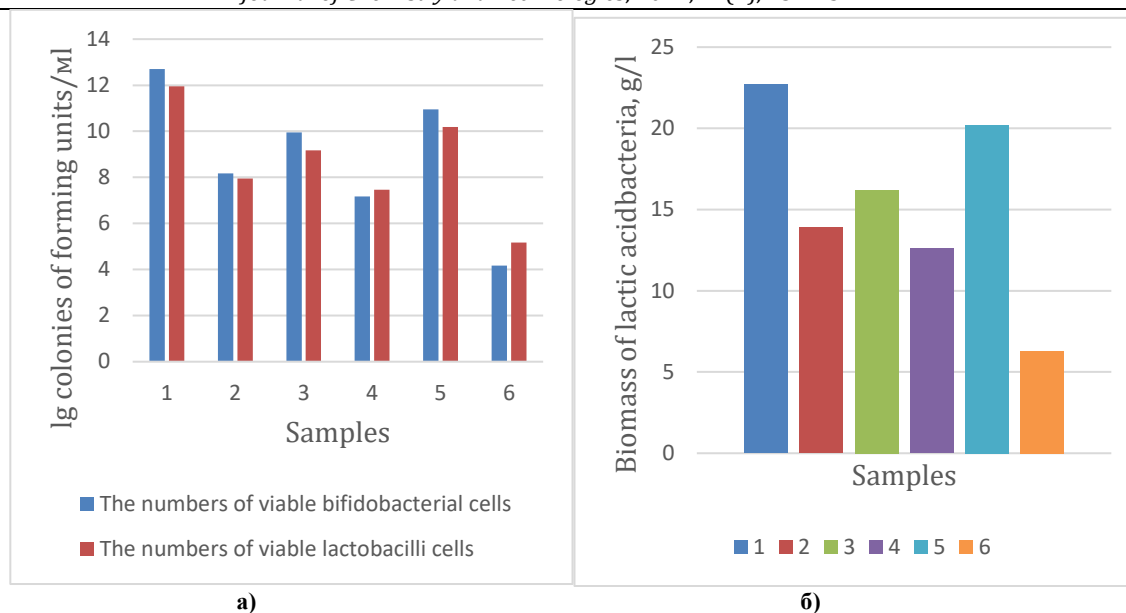 14
12
10
8
6
4
2
0
lg colonies of forming units/мл
1 2 3 4 5 6
Samples
The numbers of viable bifidobacterial cells
The numbers of viable lactobacilli cells
а)
25
20
15
10
5
0
Biomass of lactic acidbacteria, g/l
Samples
1 2 3 4 5 6
б)